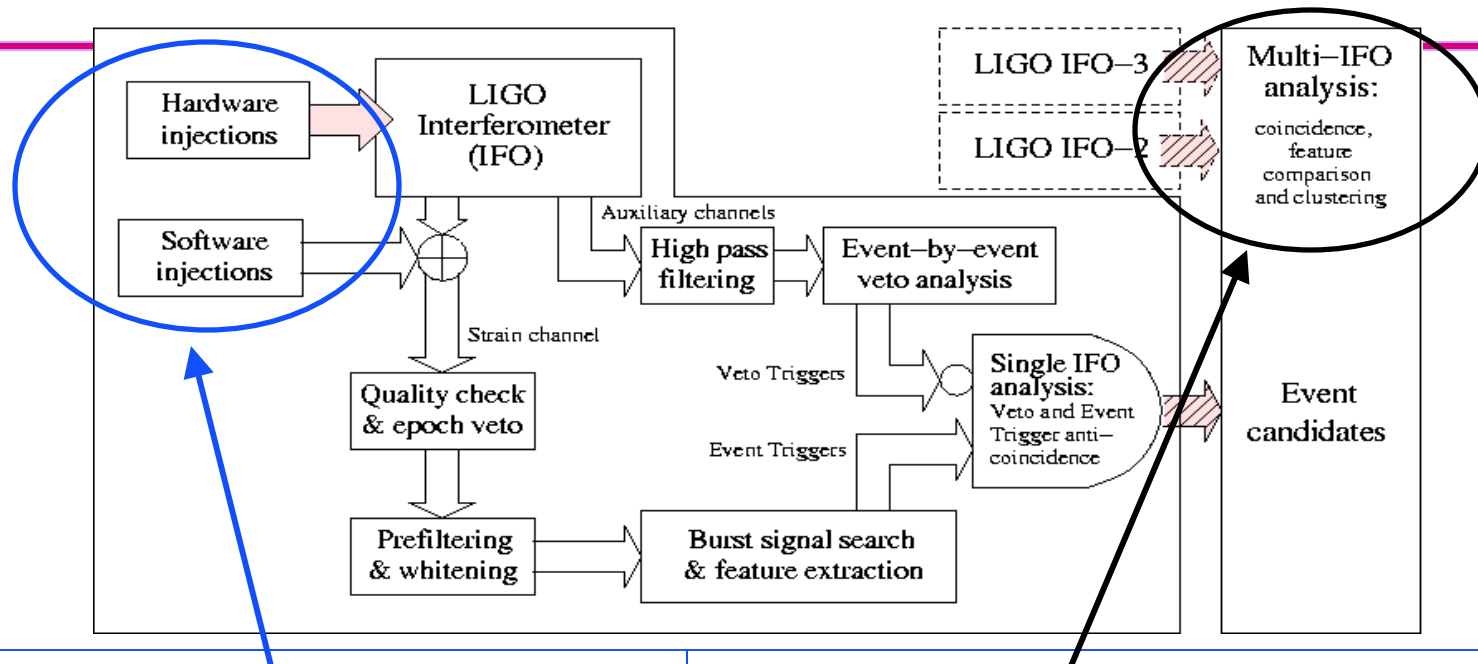 Hardware
injections
LIGO
Interferometer
(IFO)
LIGO IFO–3
LIGO IFO–2
Multi–IFO
analysis:
coincidence,
feature
comparison
and clustering
Software
injections
Auxiliary channels
High pass
filtering
Event–by–event
veto analysis
Strain channel
Quality check
& epoch veto
Veto Triggers
Single IFO
analysis:
Veto and Event
Trigger anti–
coincidence
Event
candidates
Event Triggers
Prefiltering
& whitening
Burst signal search
& feature extraction